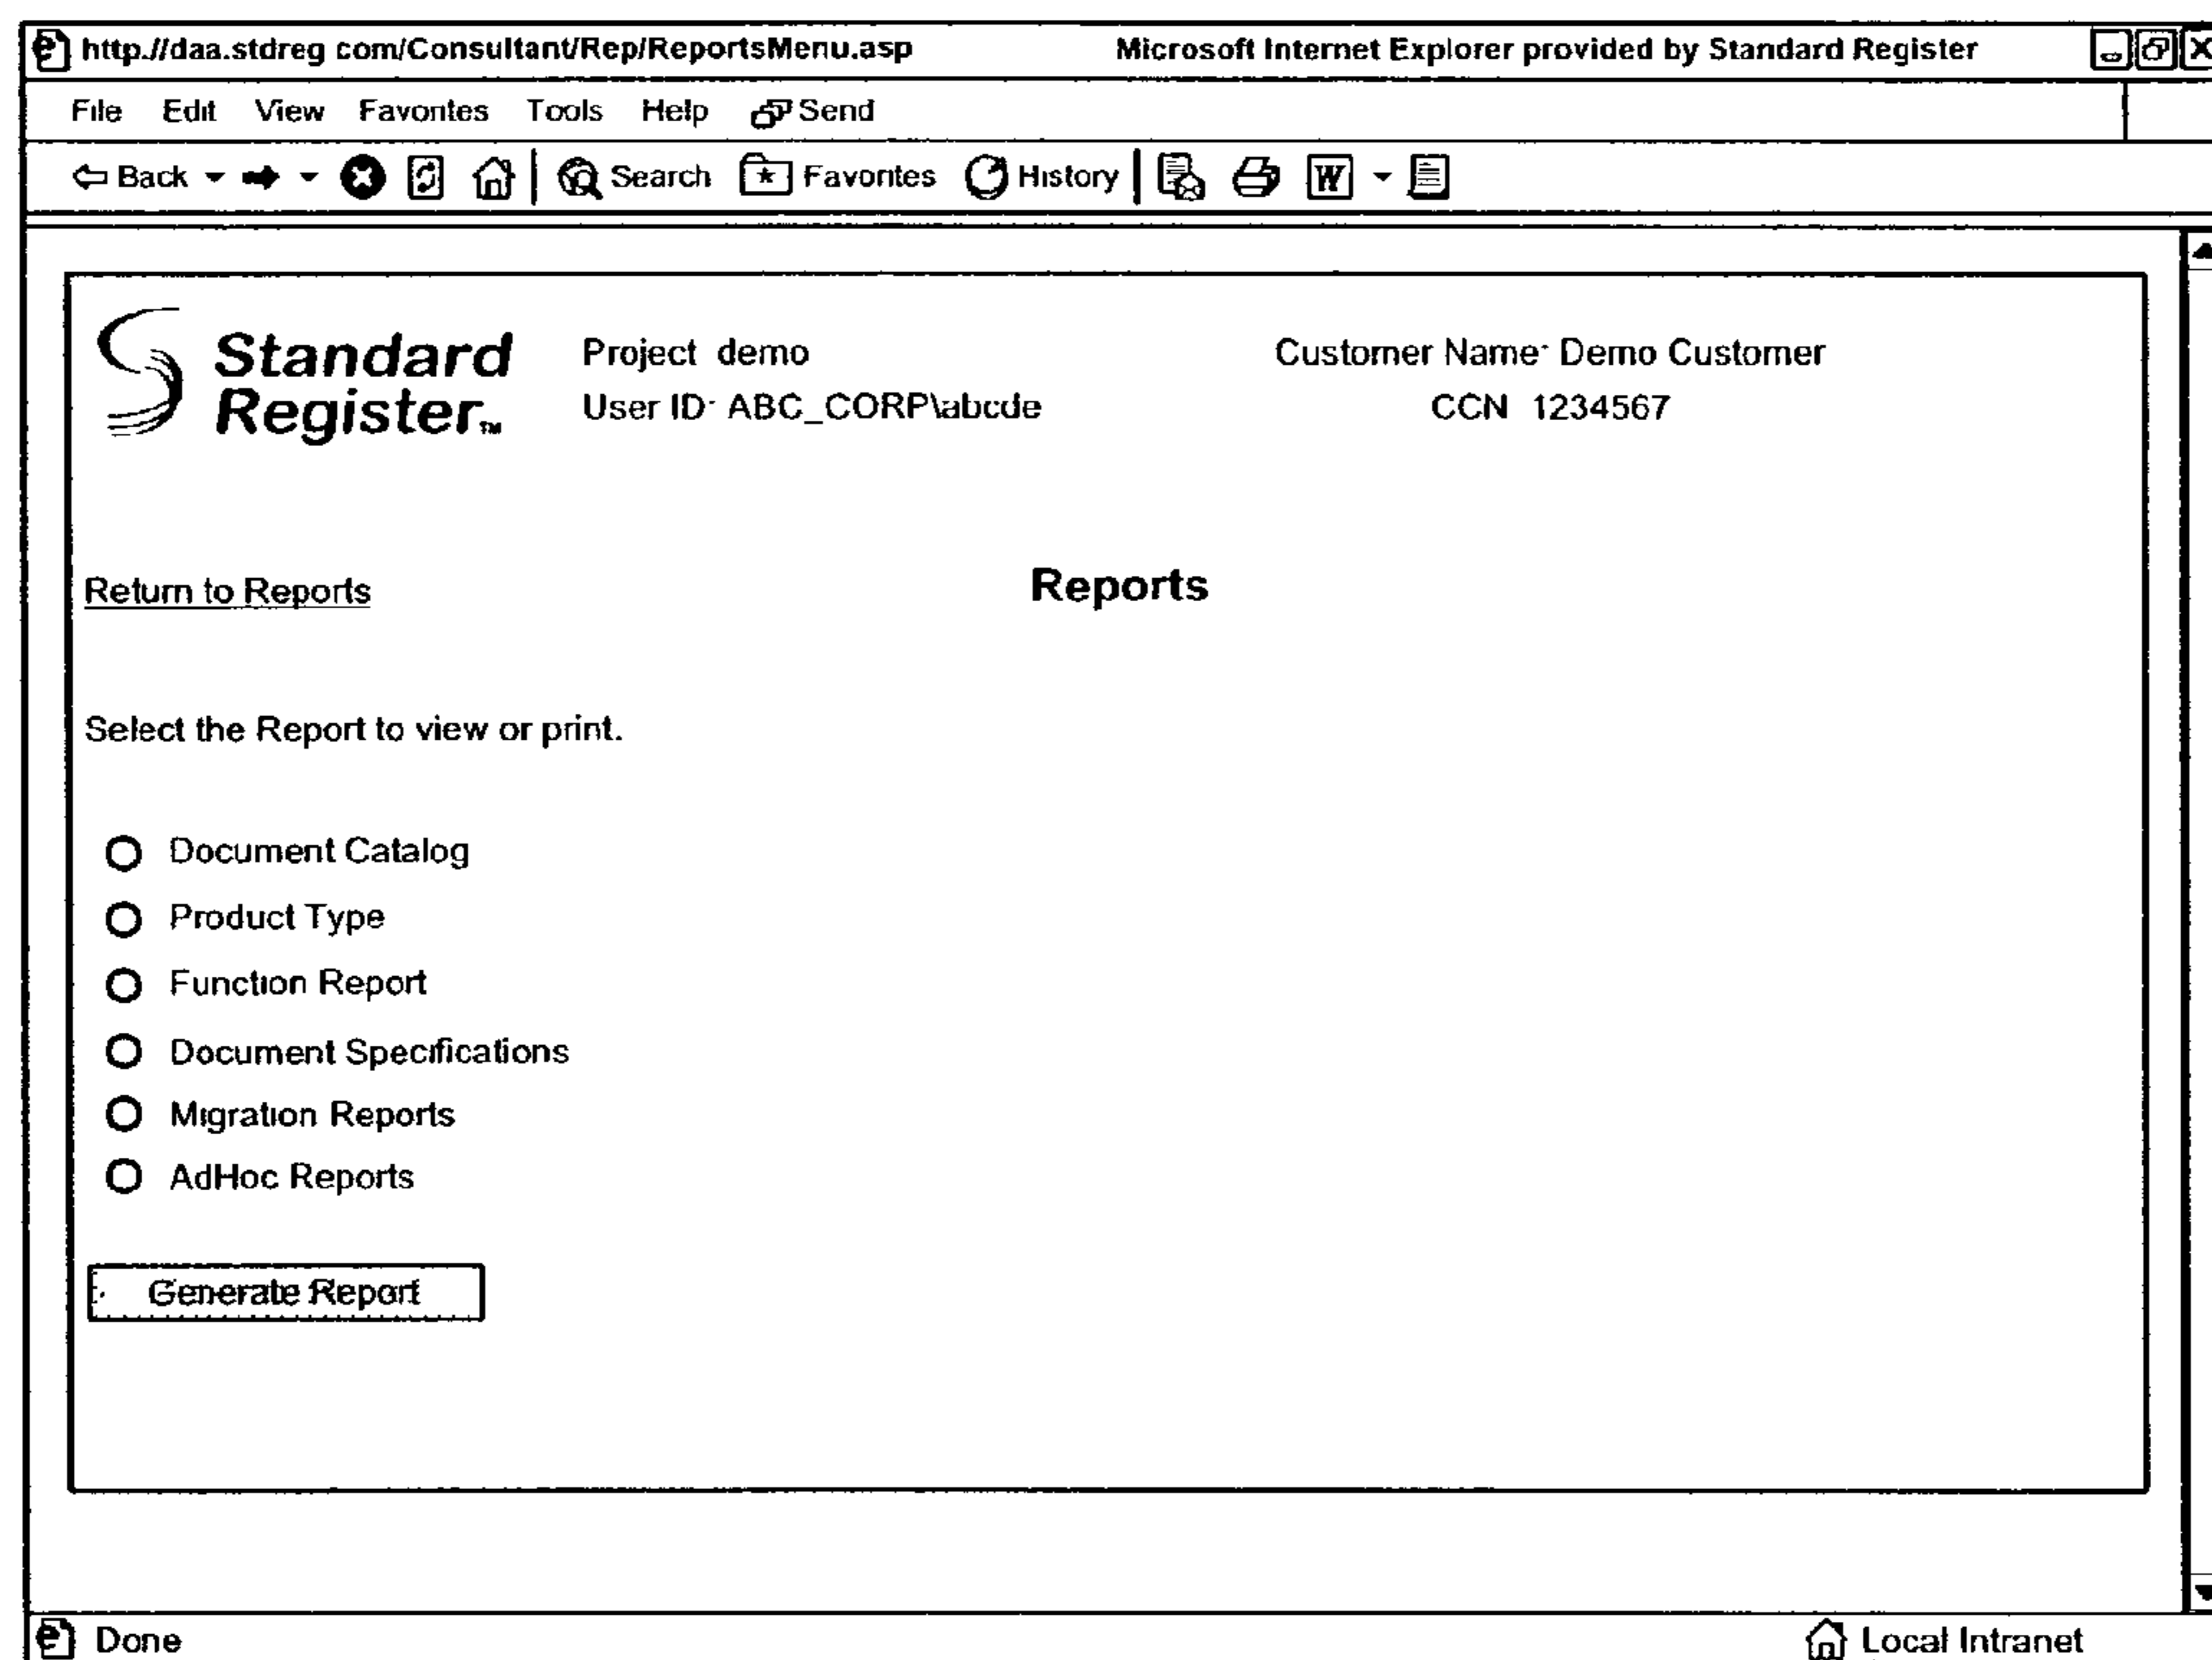 http.//daa.stdreg com/Consultant/Rep/ReportsMenu.asp Microsoft Internet Explorer provided by Standard Register
File Edit View Favorites Tools Help Send
Back Search Favorites History W
Standard Register™ Project demo Customer Name: Demo Customer
User ID: ABC_CORP\abcde CCN 1234567
Return to Reports Reports
Select the Report to view or print.
Document Catalog
Product Type
Function Report
Document Specifications
Migration Reports
AdHoc Reports
Generate Report
Done Local Intranet